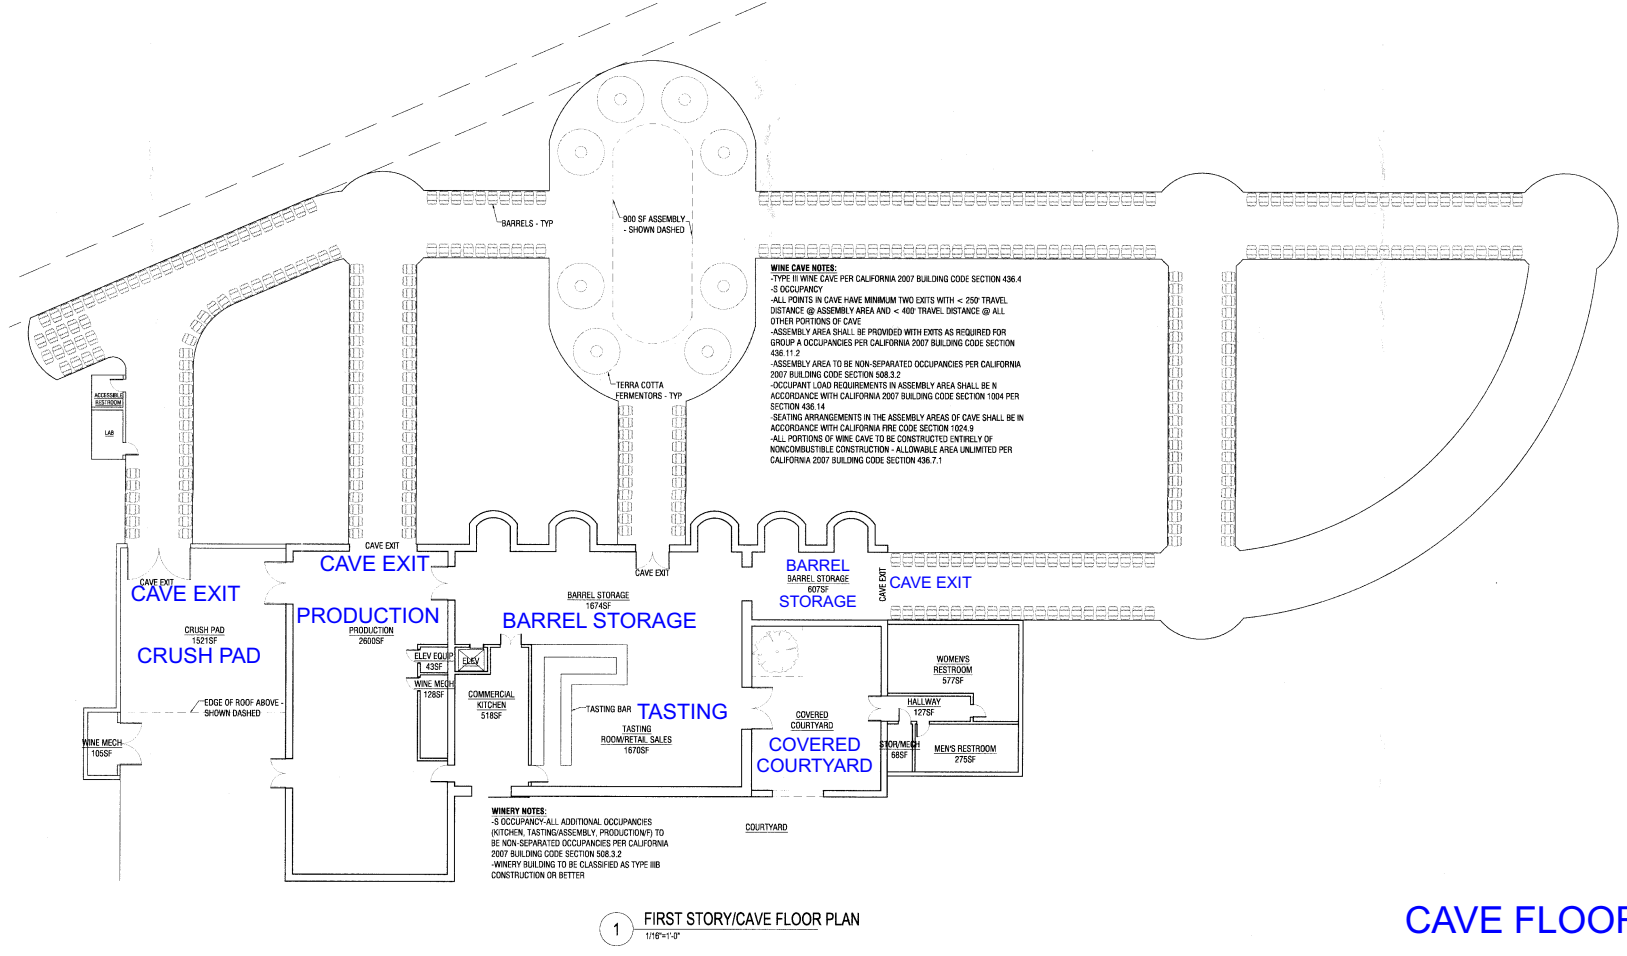 BARRELS - TYP
900 SF ASSEMBLY
- SHOWN DASHED
WINE CAVE NOTES:
-TYPE III WINE CAVE PER CALIFORNIA 2007 BUILDING CODE SECTION 436.4
-S OCCUPANCY
-ALL POINTS IN CAVE HAVE MINIMUM TWO EXITS WITH < 250' TRAVEL
DISTANCE @ ASSEMBLY AREA AND < 400' TRAVEL DISTANCE @ ALL
OTHER PORTIONS OF CAVE
-ASSEMBLY AREA SHALL BE PROVIDED WITH EXITS AS REQUIRED FOR
GROUP A OCCUPANCIES PER CALIFORNIA 2007 BUILDING CODE SECTION
436.11.2
-ASSEMBLY AREA TO BE NON-SEPARATED OCCUPANCIES PER CALIFORNIA
2007 BUILDING CODE SECTION 508.3.2
-OCCUPANT LOAD REQUIREMENTS IN ASSEMBLY AREA SHALL BE N
ACCORDANCE WITH CALIFORNIA 2007 BUILDING CODE SECTION 1004 PER
SECTION 436.14
-SEATING ARRANGEMENTS IN THE ASSEMBLY AREAS OF CAVE SHALL BE IN
ACCORDANCE WITH CALIFORNIA FIRE CODE SECTION 1024.9
-ALL PORTIONS OF WINE CAVE TO BE CONSTRUCTED ENTIRELY OF
NONCOMBUSTIBLE CONSTRUCTION - ALLOWABLE AREA UNLIMITED PER
CALIFORNIA 2007 BUILDING CODE SECTION 436.7.1
TERRA COTTA
FERMENTORS - TYP
ACCESSIBLE
RESTROOM
LAB
CAVE EXIT
CAVE EXIT
CAVE EXIT
CAVE EXIT
CAVE EXIT
CAVE EXIT
CAVE EXIT
BARREL
BARREL STORAGE
607SF
STORAGE
BARREL STORAGE
1674SF
BARREL STORAGE
PRODUCTION
PRODUCTION
2600SF
CRUSH PAD
1521SF
CRUSH PAD
ELEV EQUIP
43SF
ELEV
WINE MECH
128SF
COMMERCIAL
KITCHEN
518SF
EDGE OF ROOF ABOVE -
SHOWN DASHED
WINE MECH
105SF
TASTING BAR
TASTING
TASTING
ROOM/RETAIL SALES
1670SF
COVERED
COURTYARD
COVERED
COURTYARD
WOMEN'S
RESTROOM
577SF
HALLWAY
127SF
STOR/MECH
68SF
MEN'S RESTROOM
275SF
WINERY NOTES:
-S OCCUPANCY-ALL ADDITIONAL OCCUPANCIES
(KITCHEN, TASTING/ASSEMBLY, PRODUCTION/F) TO
BE NON-SEPARATED OCCUPANCIES PER CALIFORNIA
2007 BUILDING CODE SECTION 508.3.2
-WINERY BUILDING TO BE CLASSIFIED AS TYPE IIIB
CONSTRUCTION OR BETTER
COURTYARD
1
FIRST STORY/CAVE FLOOR PLAN
1/16"=1'-0"
CAVE FLOOR